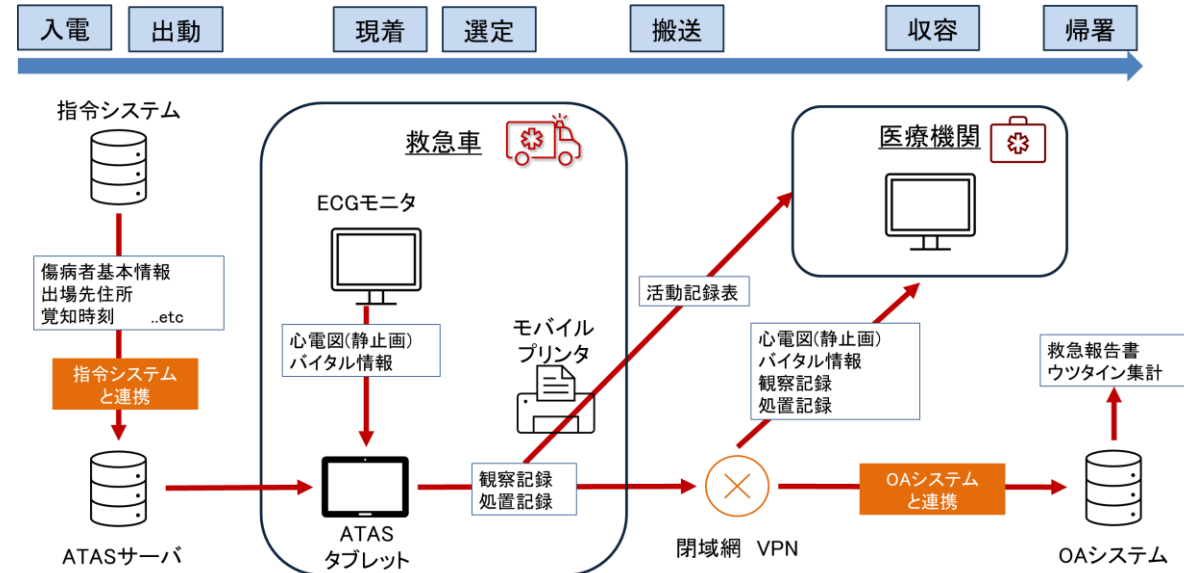 入電
出動
現着
選定
搬送
収容
帰署
指令システム
傷病者基本情報
出場先住所
覚知時刻 ..etc
指令システム
と連携
ATASサーバ
救急車
ECGモニタ
心電図(静止画)
バイタル情報
モバイル
プリンタ
ATAS
タブレット
観察記録
処置記録
活動記録表
医療機関
心電図(静止画)
バイタル情報
観察記録
処置記録
閉域網 VPN
OAシステム
と連携
救急報告書
ウツタイン集計
OAシステム